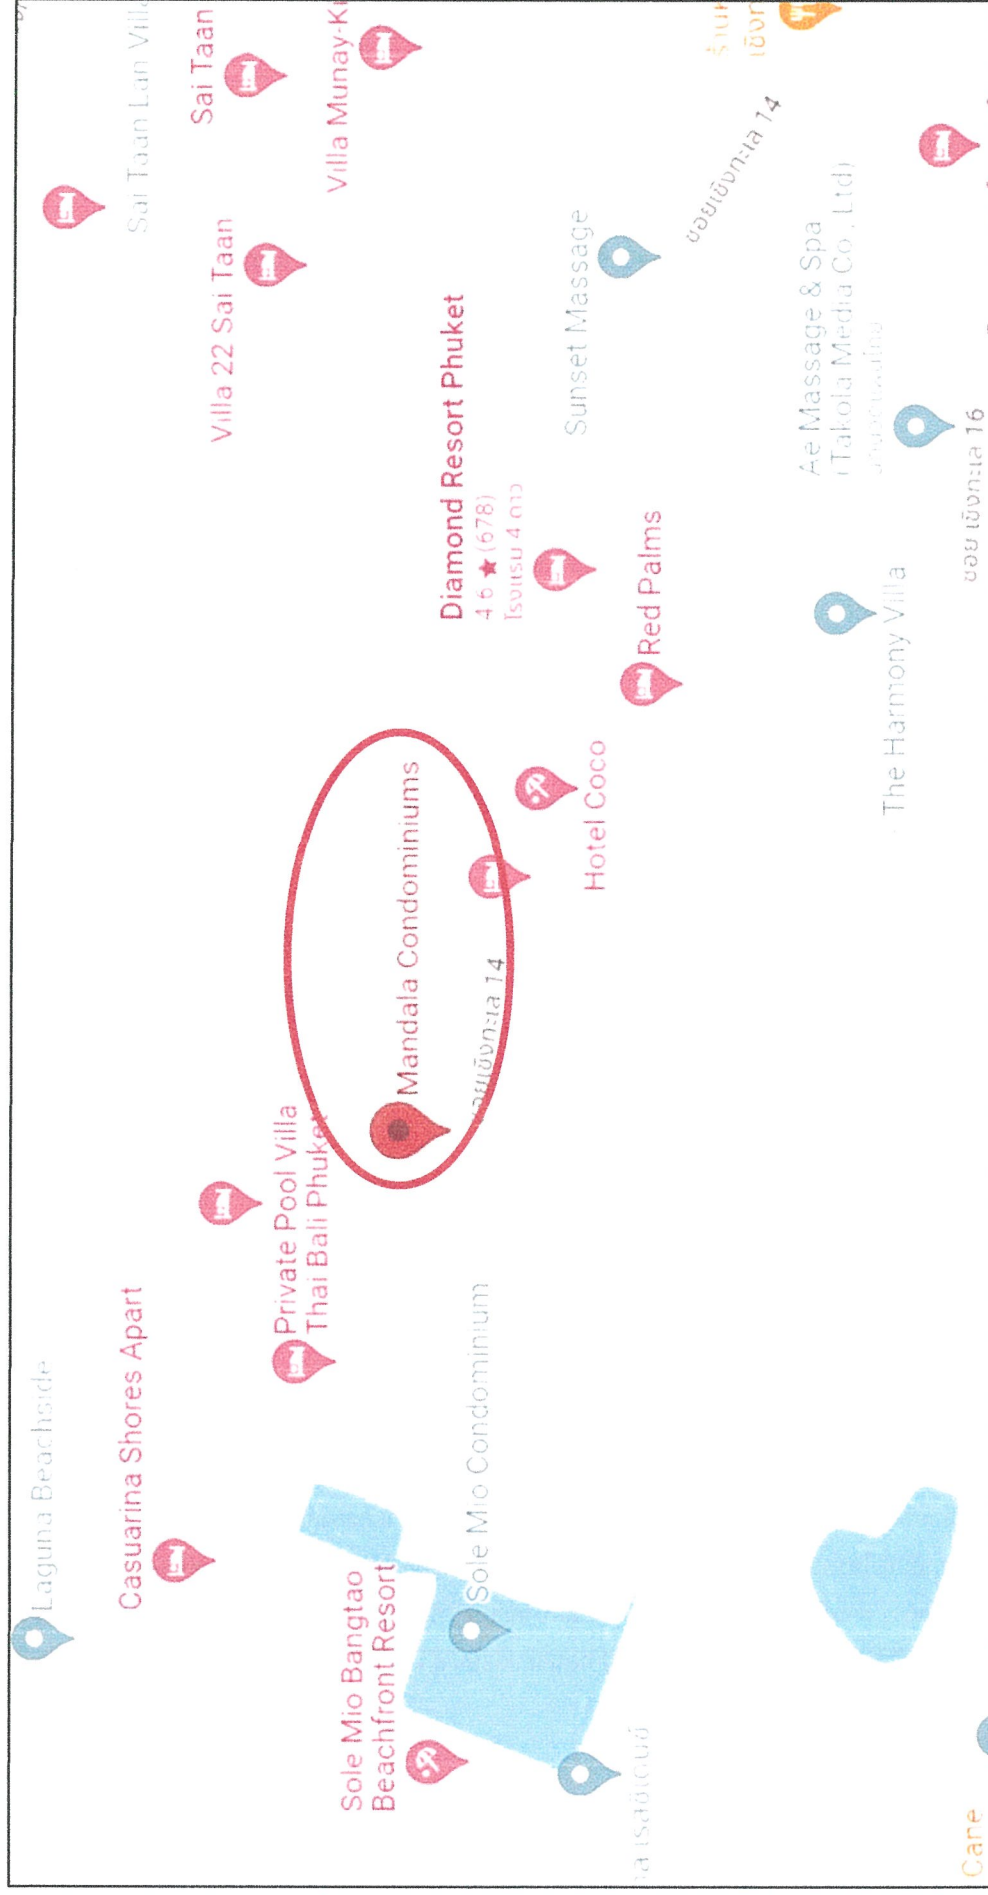 Laguna Beachside
Casuarina Shores Apart
Sai Taan Lan Villa
Sai Taan
Villa 22 Sai Taan
Private Pool Villa
Thai Bali Phuket
Villa Munay-Ki
Sole Mio Bangtao
Beachfront Resort
Mandala Condominiums
Diamond Resort Phuket
4.6 ★ (678)
โรงแรม 4 ดาว
Sole Mio Condominium
ซอยเชิงทะเล 14
Sunset Massage
Hotel Coco
Red Palms
ซอยเชิงทะเล 14
Ae Massage & Spa
(Takola Media Co., Ltd)
The Harmony Villa
ซอย เชิงทะเล 16